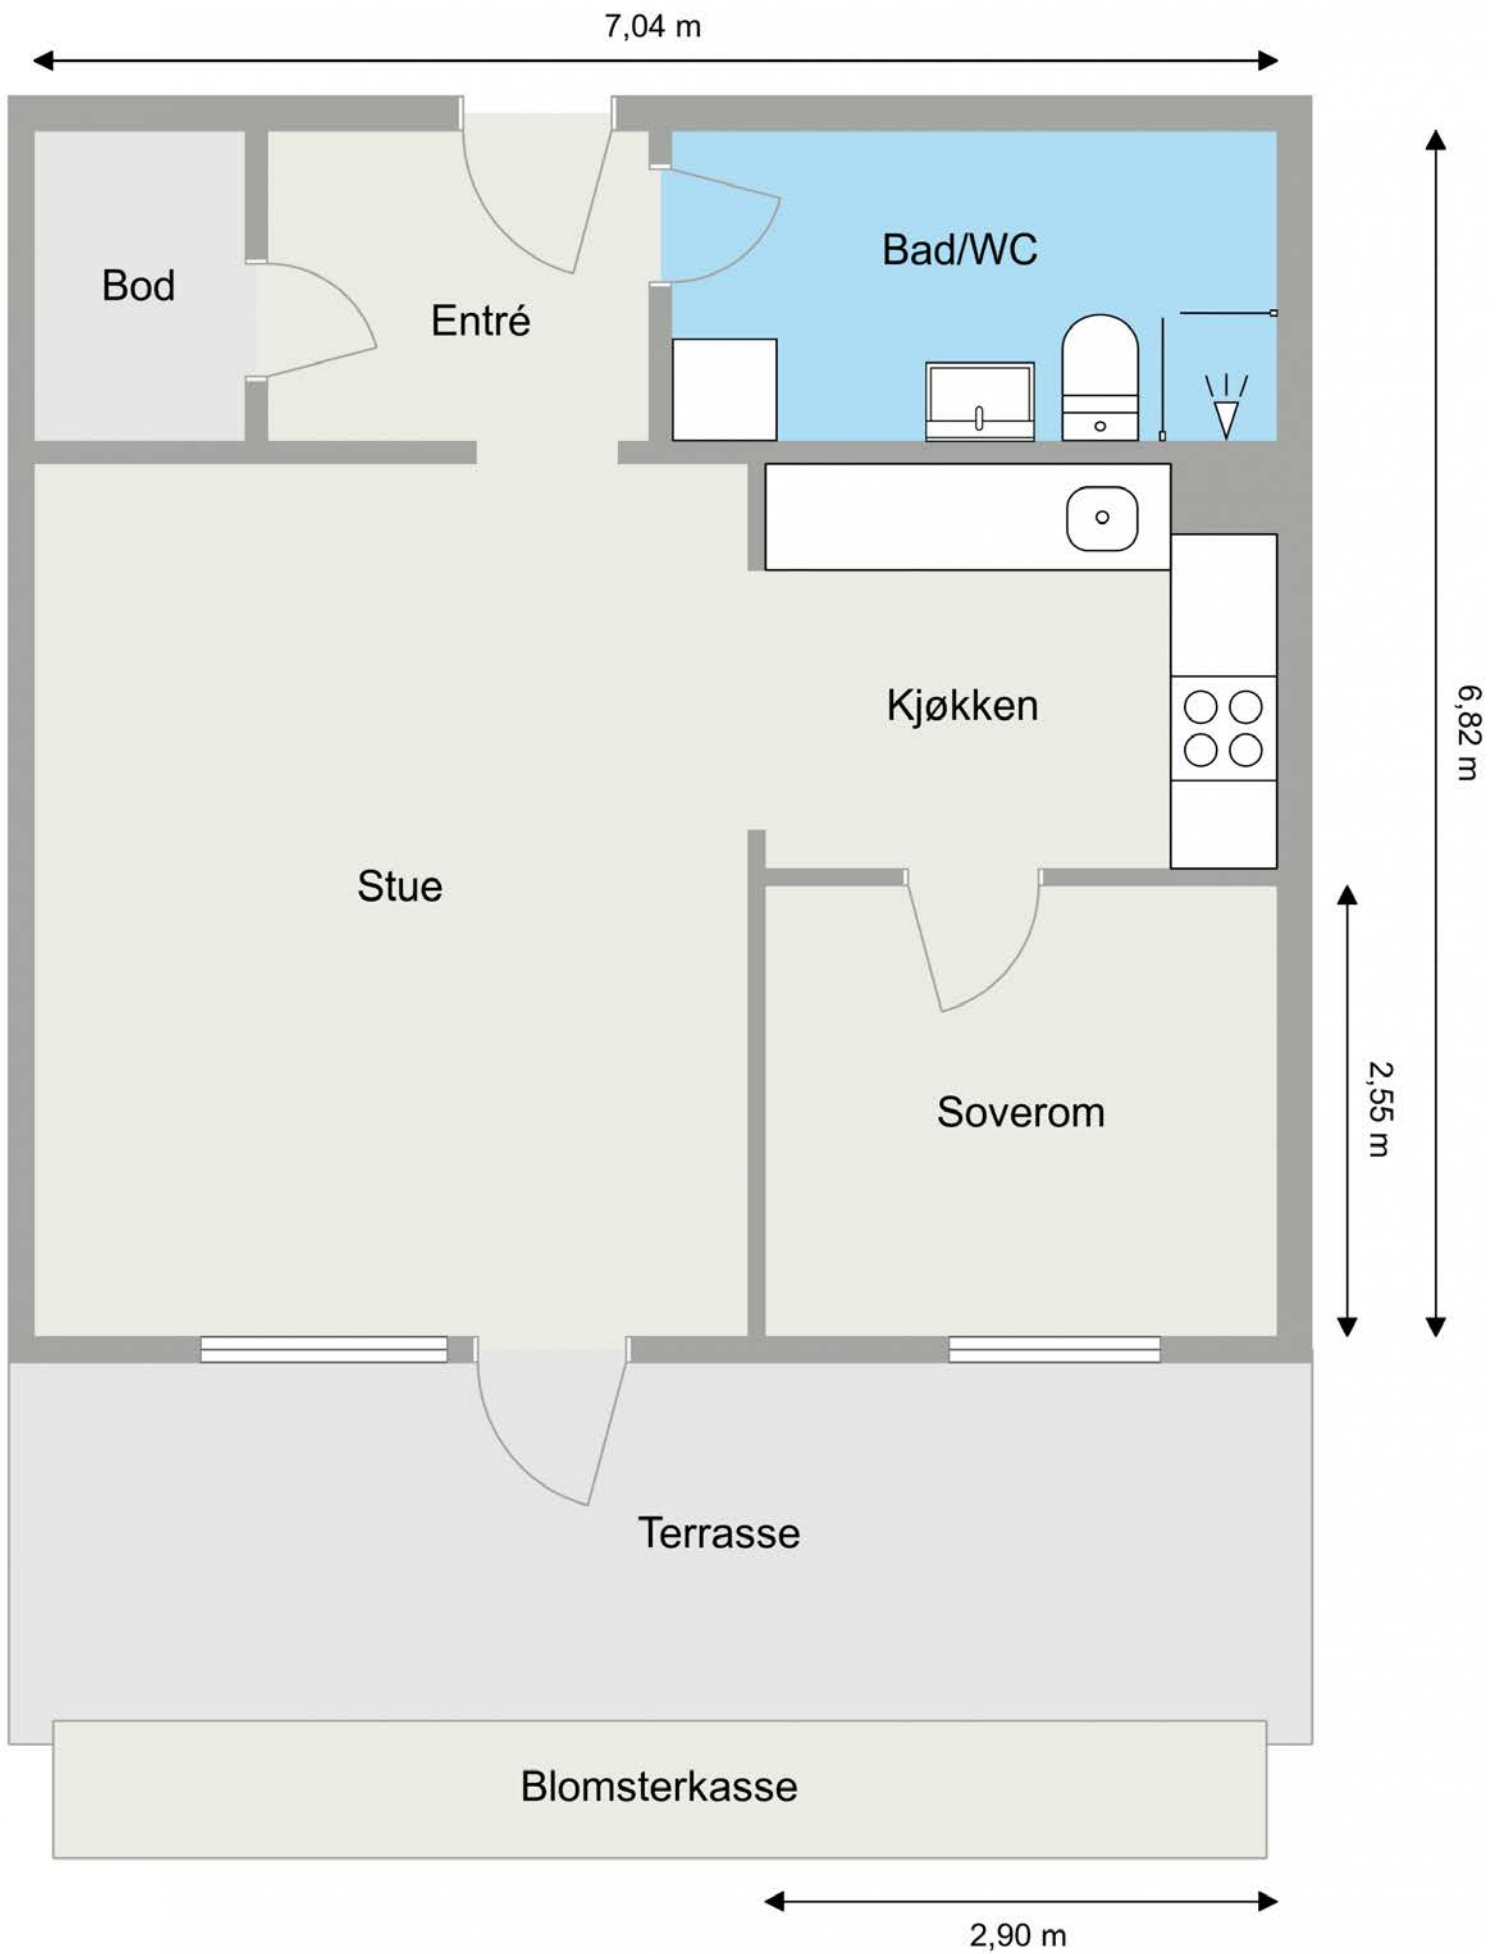 7,04 m
Bad/WC
Bod
Entré
Kjøkken
6,82 m
Stue
Soverom
2,55 m
Terrasse
Blomsterkasse
2,90 m